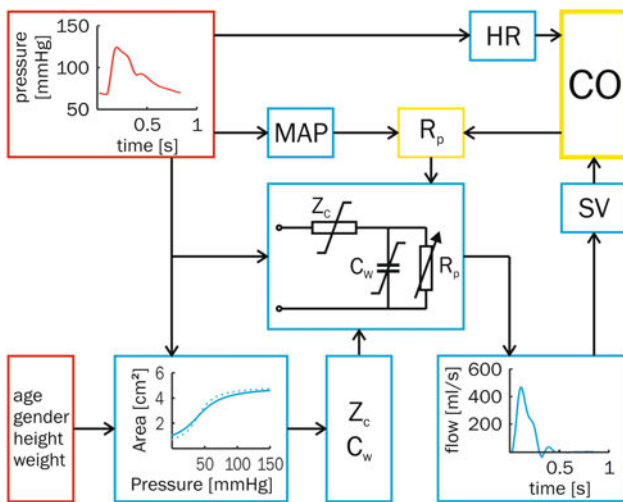 pressure
[mmHg]
150
100
50
0.5
1
time [s]
HR
CO
MAP
Rp
SV
Zc
Cw
Rp
age
gender
height
weight
Area [cm²]
6
4
2
50
100
150
Pressure [mmHg]
Zc
Cw
flow [ml/s]
600
400
200
0.5
1
time [s]